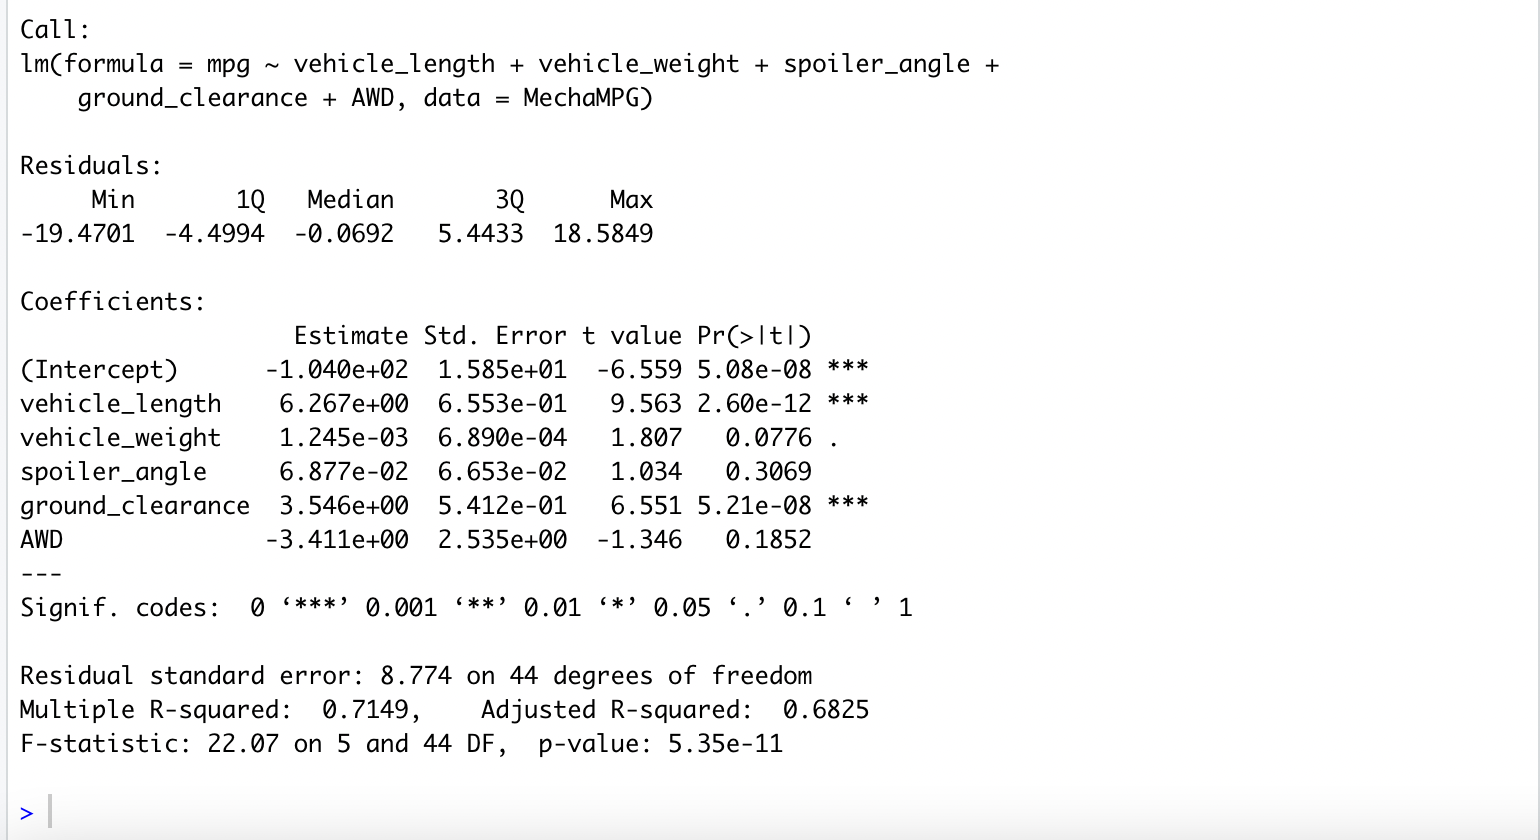 Call:
lm(formula = mpg ~ vehicle_length + vehicle_weight + spoiler_angle +
    ground_clearance + AWD, data = MechaMPG)

Residuals:
     Min       1Q   Median       3Q      Max
-19.4701  -4.4994  -0.0692   5.4433  18.5849

Coefficients:
                   Estimate Std. Error t value Pr(>|t|)
(Intercept)      -1.040e+02  1.585e+01  -6.559 5.08e-08 ***
vehicle_length    6.267e+00  6.553e-01   9.563 2.60e-12 ***
vehicle_weight    1.245e-03  6.890e-04   1.807   0.0776 .
spoiler_angle     6.877e-02  6.653e-02   1.034   0.3069
ground_clearance  3.546e+00  5.412e-01   6.551 5.21e-08 ***
AWD              -3.411e+00  2.535e+00  -1.346   0.1852
---
Signif. codes:  0 ‘***’ 0.001 ‘**’ 0.01 ‘*’ 0.05 ‘.’ 0.1 ‘ ’ 1

Residual standard error: 8.774 on 44 degrees of freedom
Multiple R-squared:  0.7149,    Adjusted R-squared:  0.6825
F-statistic: 22.07 on 5 and 44 DF,  p-value: 5.35e-11

>